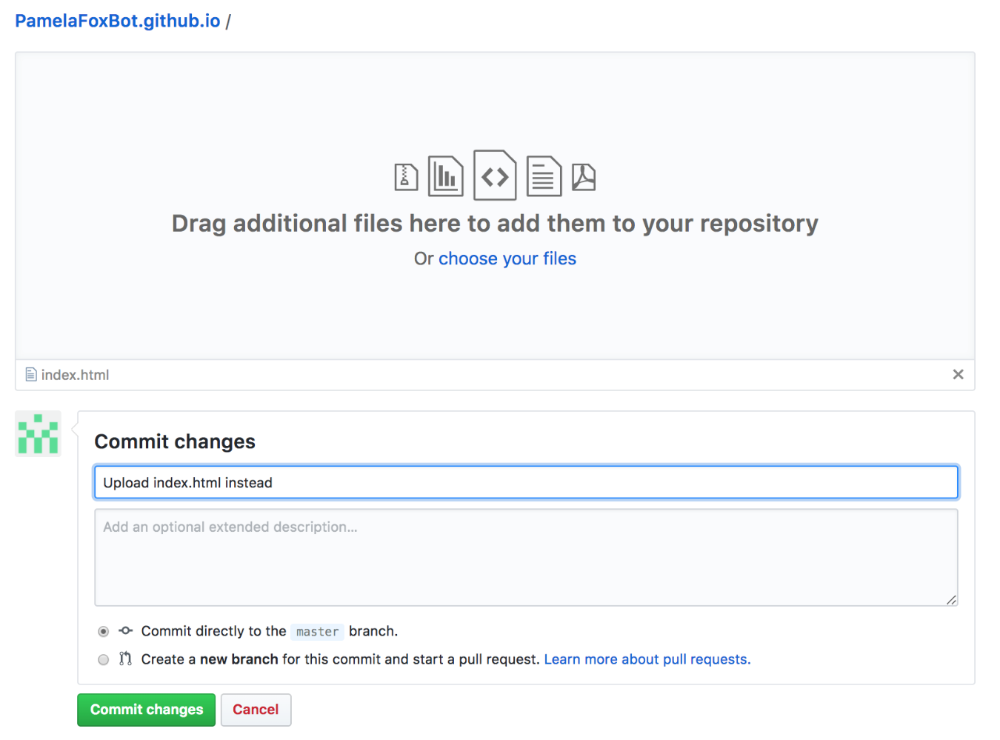 PamelaFoxBot.github.io /
Drag additional files here to add them to your repository
Or choose your files
index.html
Commit changes
Upload index.html instead
Add an optional extended description...
Commit directly to the master branch.
Create a new branch for this commit and start a pull request. Learn more about pull requests.
Commit changes Cancel